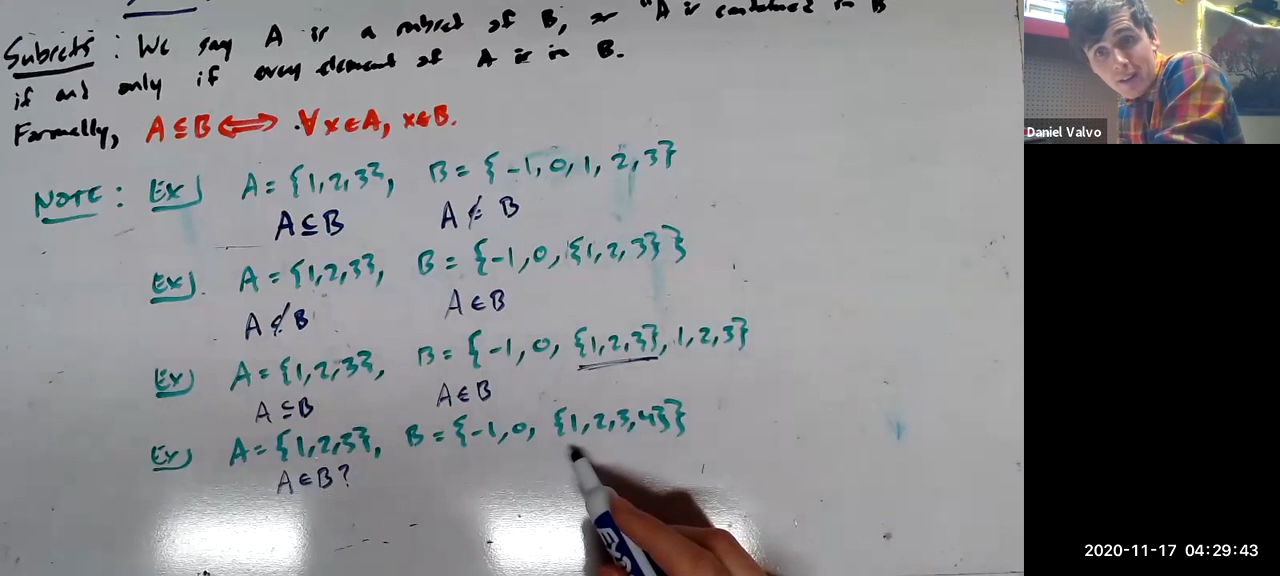 Subsets: We say A is a subset of B, or "A is contained in B
if and only if every element of A is in B.
Formally, A ⊆ B ⟺ ∀x∈A, x∈B.
NOTE: Ex) A = {1,2,3}, B = {-1, 0, 1, 2, 3}
A ⊆ B A ∉ B
Ex) A = {1,2,3}, B = {-1, 0, {1,2,3}}
A ⊈ B A ∈ B
Ex) A = {1,2,3}, B = {-1, 0, {1,2,3}, 1, 2, 3}
A ⊆ B A ∈ B
Ex) A = {1,2,3}, B = {-1, 0, {1,2,3,4}}
A ∈ B?
Daniel Valvo
2020-11-17 04:29:43